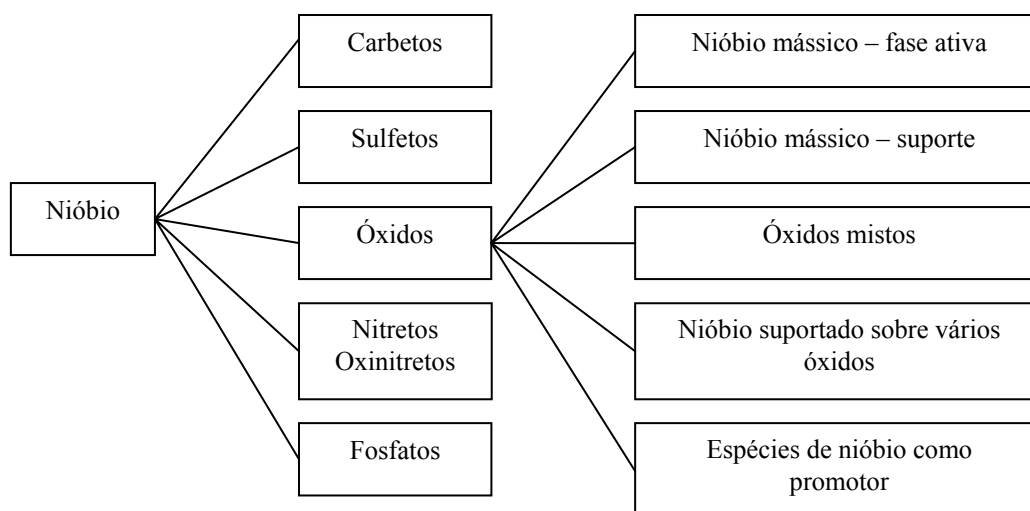 Nióbio
Carbetos
Sulfetos
Óxidos
Nitretos
Oxinitretos
Fosfatos
Nióbio mássico – fase ativa
Nióbio mássico – suporte
Óxidos mistos
Nióbio suportado sobre vários
óxidos
Espécies de nióbio como
promotor